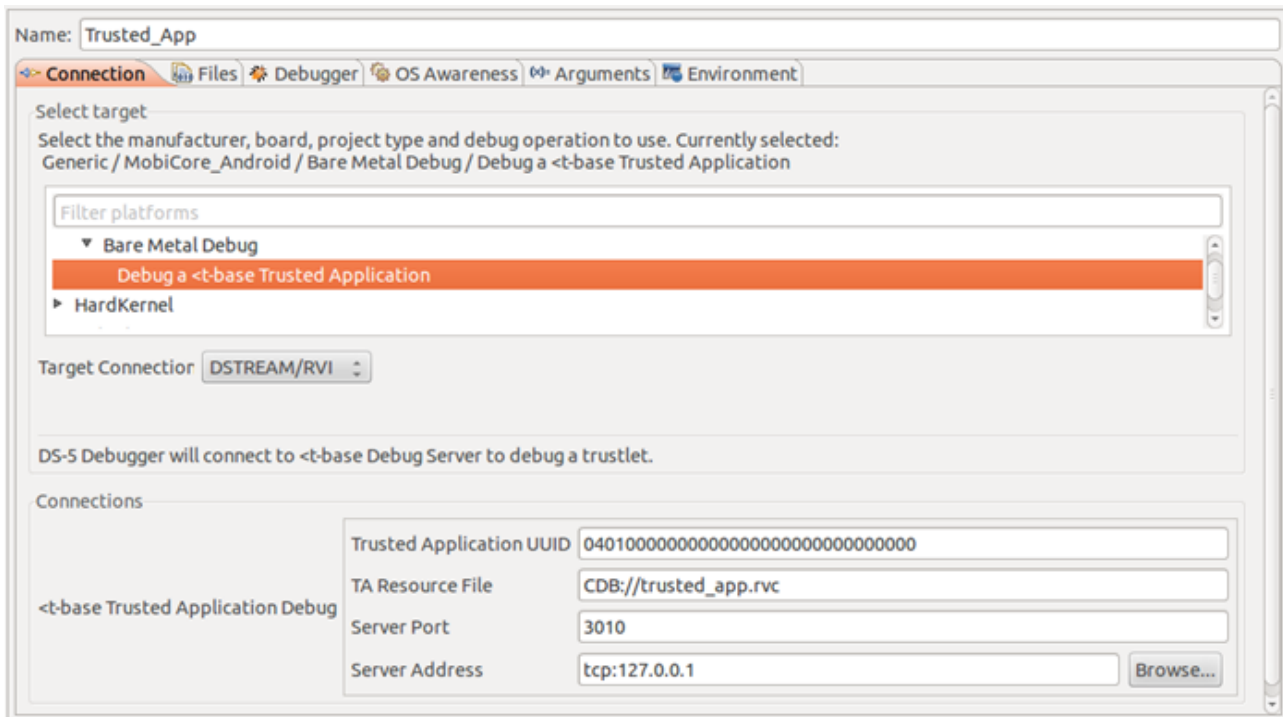 Name: Trusted_App
Connection Files Debugger OS Awareness Arguments Environment
Select target
Select the manufacturer, board, project type and debug operation to use. Currently selected:
Generic / MobiCore_Android / Bare Metal Debug / Debug a <t-base Trusted Application
Filter platforms
Bare Metal Debug
Debug a <t-base Trusted Application
HardKernel
Target Connection DSTREAM/RVI
DS-5 Debugger will connect to <t-base Debug Server to debug a trustlet.
Connections
Trusted Application UUID 04010000000000000000000000000000
TA Resource File CDB://trusted_app.rvc
<t-base Trusted Application Debug
Server Port 3010
Server Address tcp:127.0.0.1 Browse...